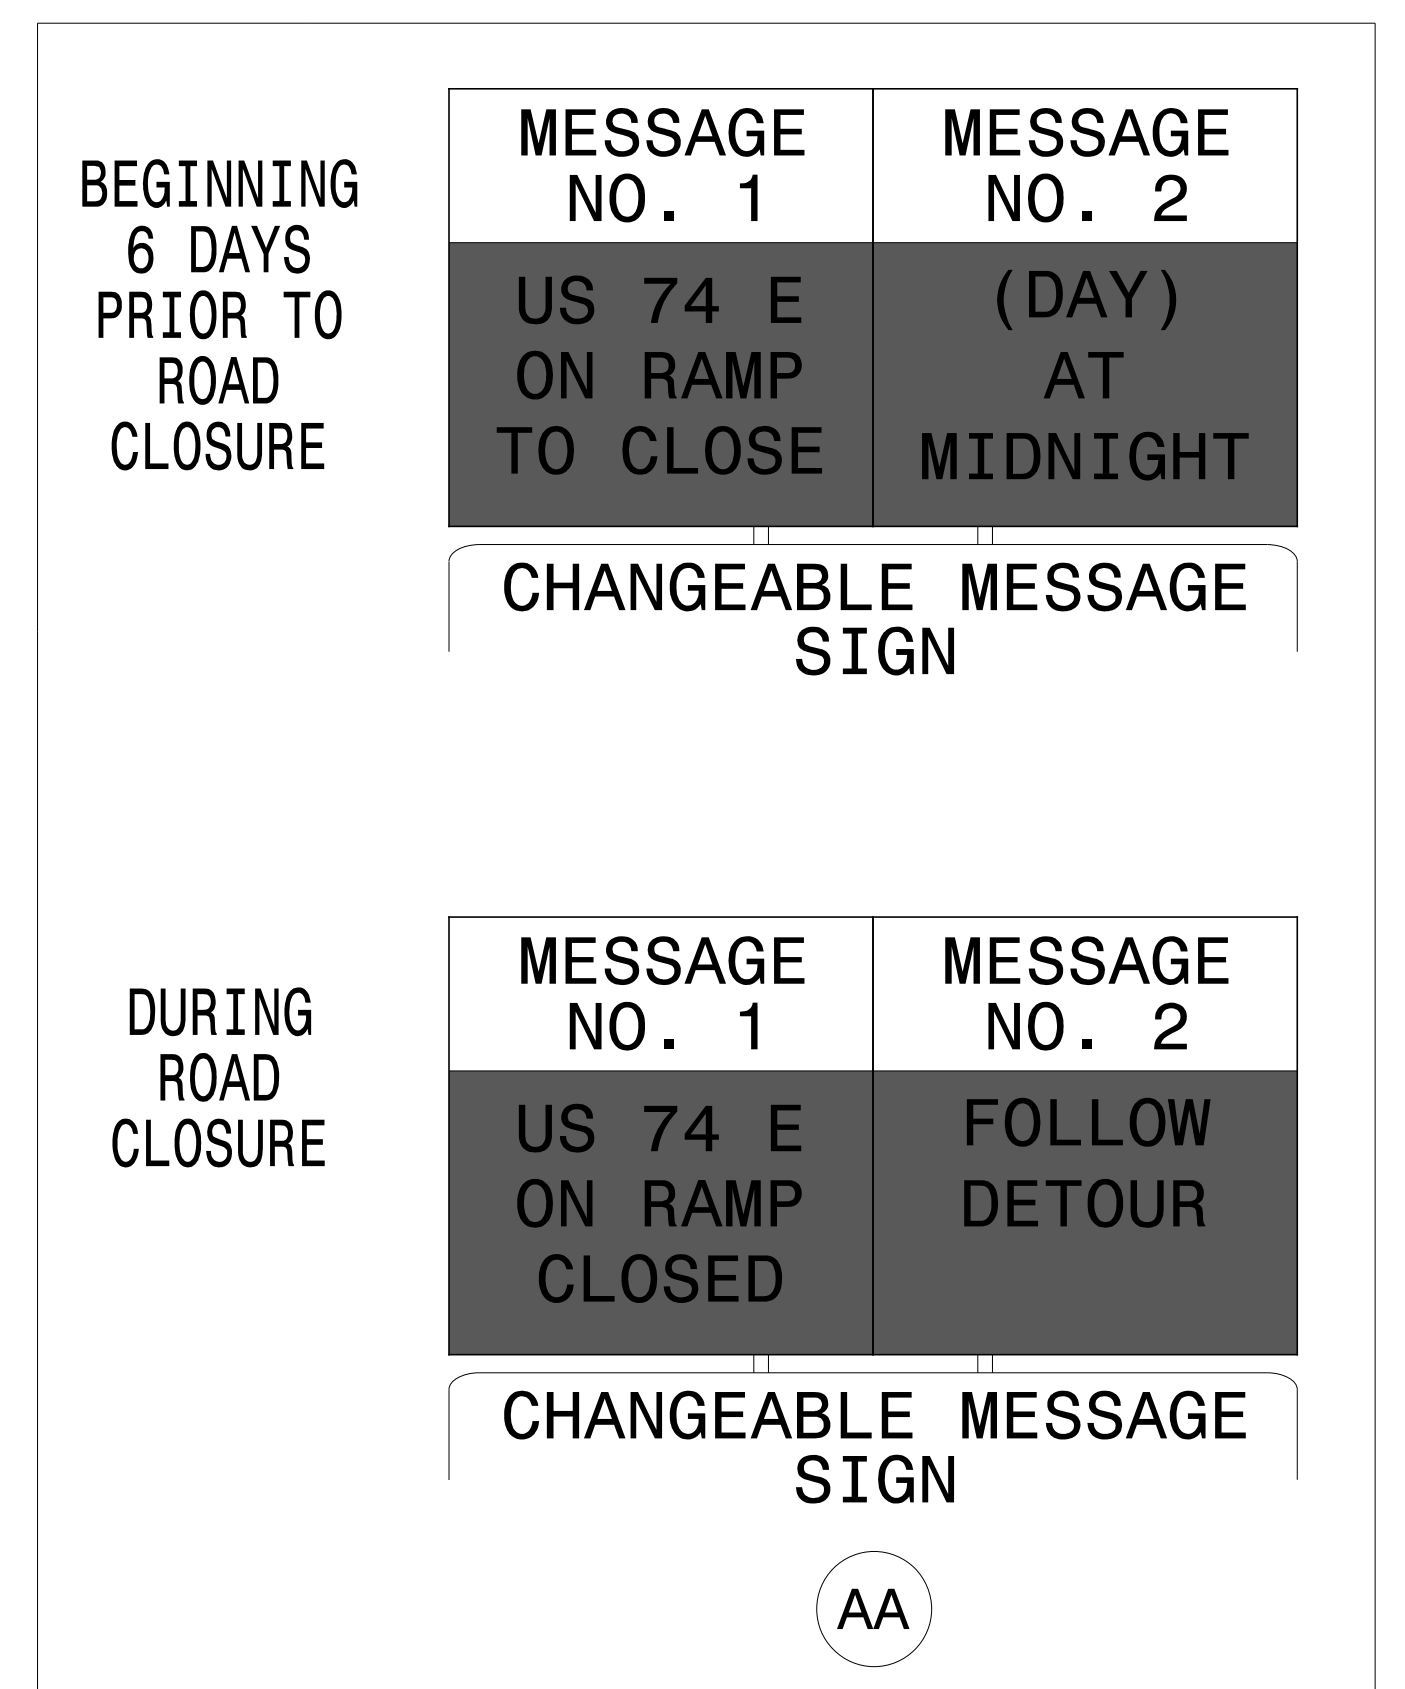 BEGINNING
6 DAYS
PRIOR TO
ROAD
CLOSURE
MESSAGE
NO. 1
US 74 E
ON RAMP
TO CLOSE
MESSAGE
NO. 2
(DAY)
AT
MIDNIGHT
CHANGEABLE MESSAGE
SIGN
DURING
ROAD
CLOSURE
MESSAGE
NO. 1
US 74 E
ON RAMP
CLOSED
MESSAGE
NO. 2
FOLLOW
DETOUR
CHANGEABLE MESSAGE
SIGN
AA